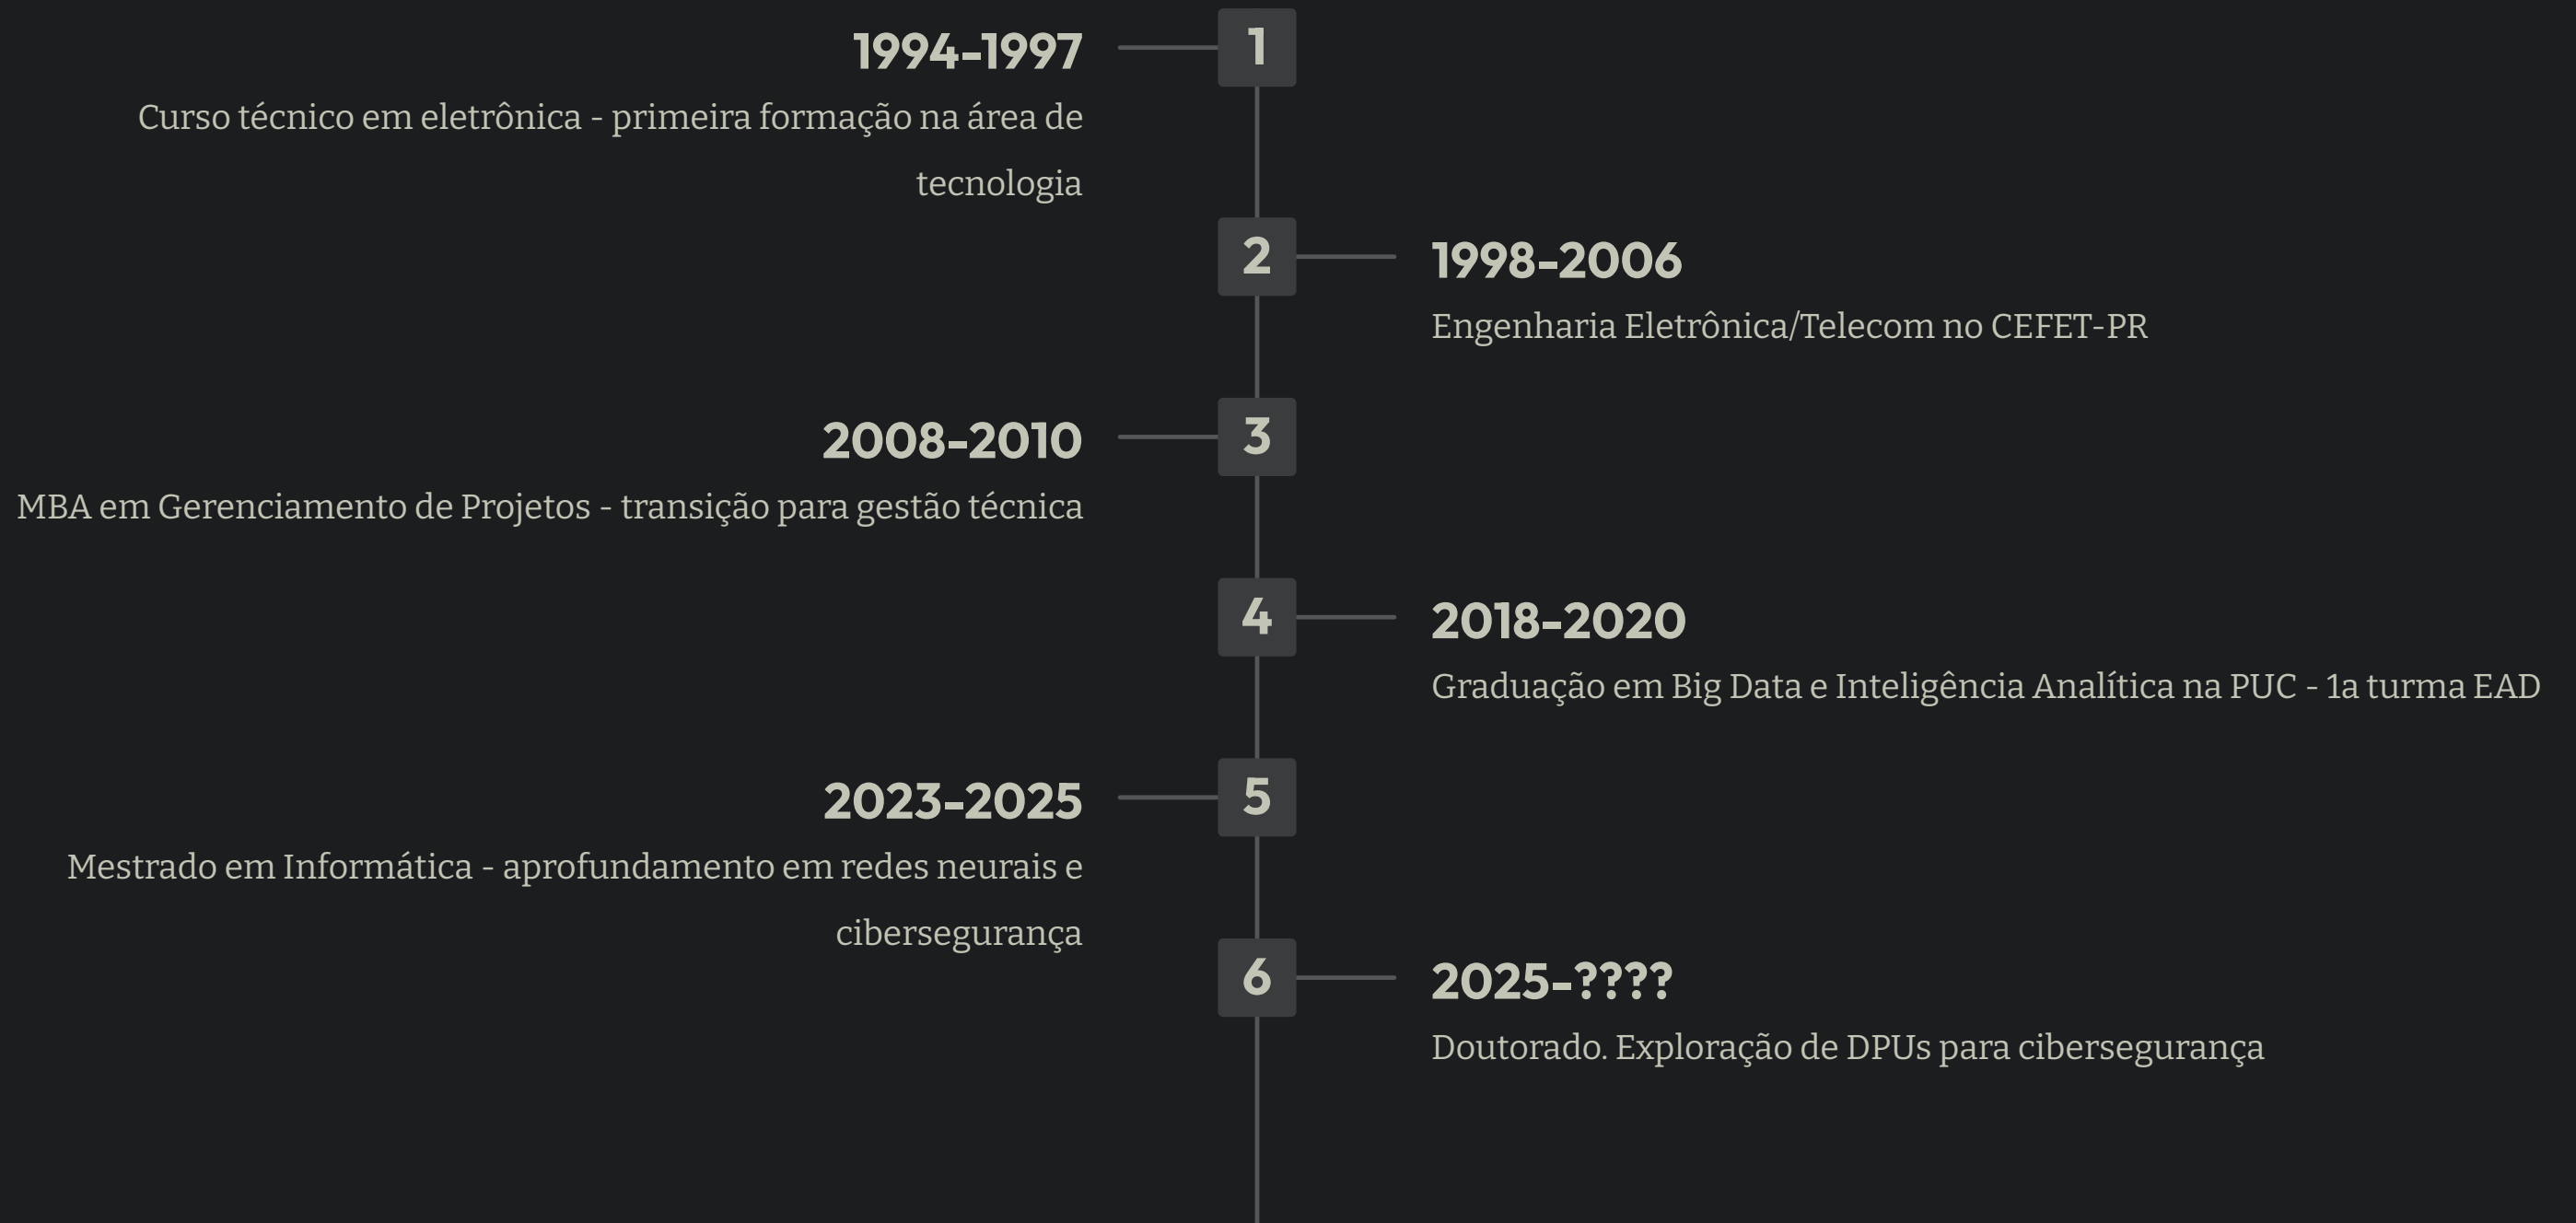 1
1994-1997
Curso técnico em eletrônica - primeira formação na área de
tecnologia
2
1998-2006
Engenharia Eletrônica/Telecom no CEFET-PR
3
2008-2010
MBA em Gerenciamento de Projetos - transição para gestão técnica
4
2018-2020
Graduação em Big Data e Inteligência Analítica na PUC - 1a turma EAD
5
2023-2025
Mestrado em Informática - aprofundamento em redes neurais e
cibersegurança
6
2025-????
Doutorado. Exploração de DPUs para cibersegurança